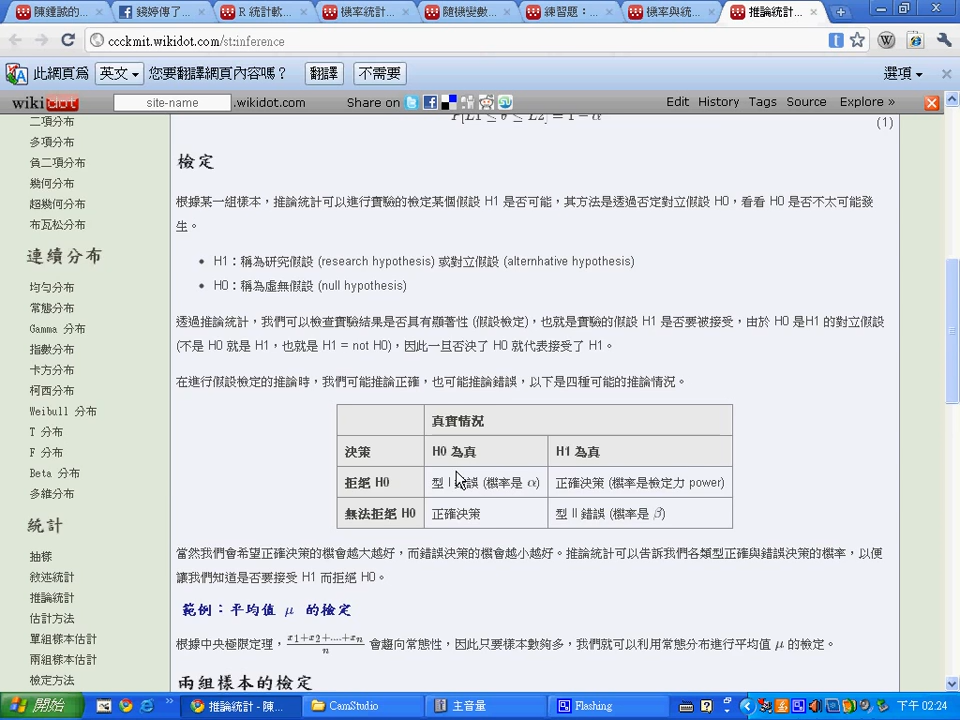 陳鍾誠的...
錢婷傳了...
R 統計軟...
機率統計...
隨機變數...
練習題：...
機率與統...
推論統計...
ccckmit.wikidot.com/st:inference
此網頁為 英文 您要翻譯網頁內容嗎？ 翻譯 不需要 選項
wikidot site-name .wikidot.com Share on Edit History Tags Source Explore »
P[L1 ≤ θ ≤ L2] = 1 − α
(1)
二項分布
多項分布
負二項分布
幾何分布
超幾何分布
布瓦松分布
連續分布
均勻分布
常態分布
Gamma 分布
指數分布
卡方分布
柯西分布
Weibull 分布
T 分布
F 分布
Beta 分布
多維分布
統計
抽樣
敘述統計
推論統計
估計方法
單組樣本估計
兩組樣本估計
檢定方法
檢定
根據某一組樣本，推論統計可以進行實驗的檢定某個假設 H1 是否可能，其方法是透過否定對立假設 H0，看看 H0 是否不太可能發
生。
H1：稱為研究假設 (research hypothesis) 或對立假設 (alternhative hypothesis)
H0：稱為虛無假設 (null hypothesis)
透過推論統計，我們可以檢查實驗結果是否具有顯著性 (假設檢定)，也就是實驗的假設 H1 是否要被接受，由於 H0 是H1 的對立假設
(不是 H0 就是 H1，也就是 H1 = not H0)，因此一旦否決了 H0 就代表接受了 H1。
在進行假設檢定的推論時，我們可能推論正確，也可能推論錯誤，以下是四種可能的推論情況。
真實情況
決策 H0 為真 H1 為真
拒絕 H0 型 I 錯誤 (機率是 α) 正確決策 (機率是檢定力 power)
無法拒絕 H0 正確決策 型 II 錯誤 (機率是 β)
當然我們會希望正確決策的機會越大越好，而錯誤決策的機會越小越好。推論統計可以告訴我們各類型正確與錯誤決策的機率，以便
讓我們知道是否要接受 H1 而拒絕 H0。
範例：平均值 μ 的檢定
根據中央極限定理，(x1+x2+....+xn)/n 會趨向常態性，因此只要樣本數夠多，我們就可以利用常態分布進行平均值 μ 的檢定。
兩組樣本的檢定
開始 推論統計 - 陳... CamStudio 主音量 Flashing 下午 02:24